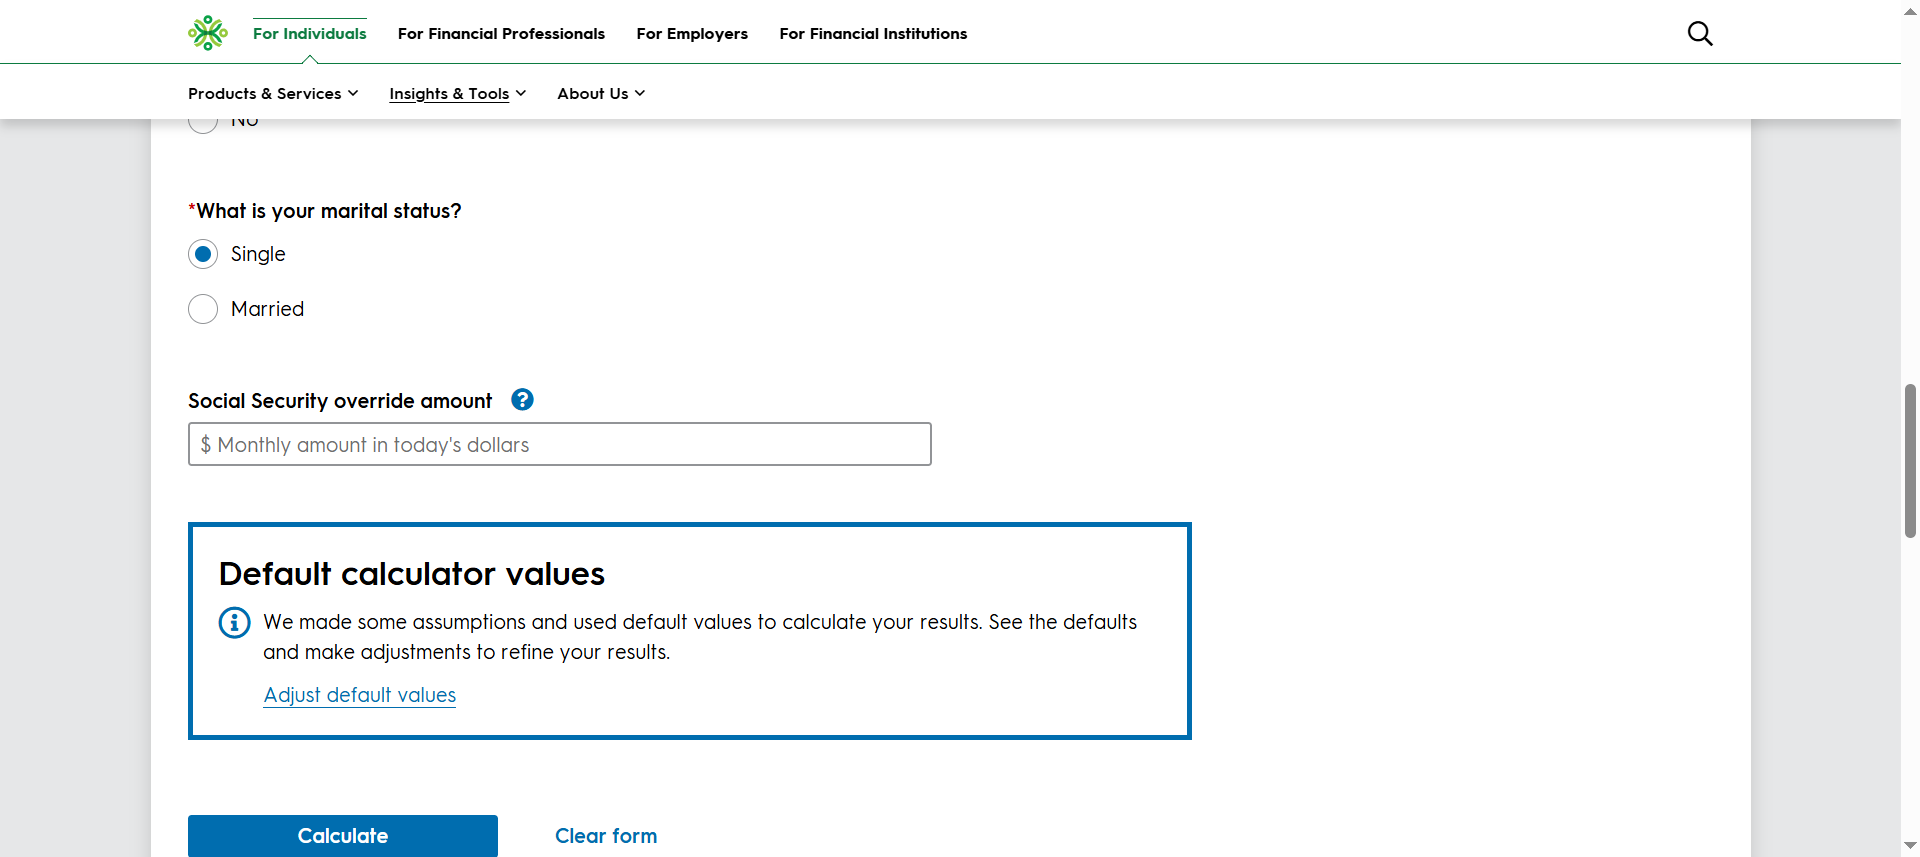 For Individuals For Financial Professionals For Employers For Financial Institutions
Products & Services Insights & Tools About Us
No
*What is your marital status?
Single
Married
Social Security override amount ?
$ Monthly amount in today's dollars
Default calculator values
We made some assumptions and used default values to calculate your results. See the defaults
and make adjustments to refine your results.
Adjust default values
Calculate Clear form